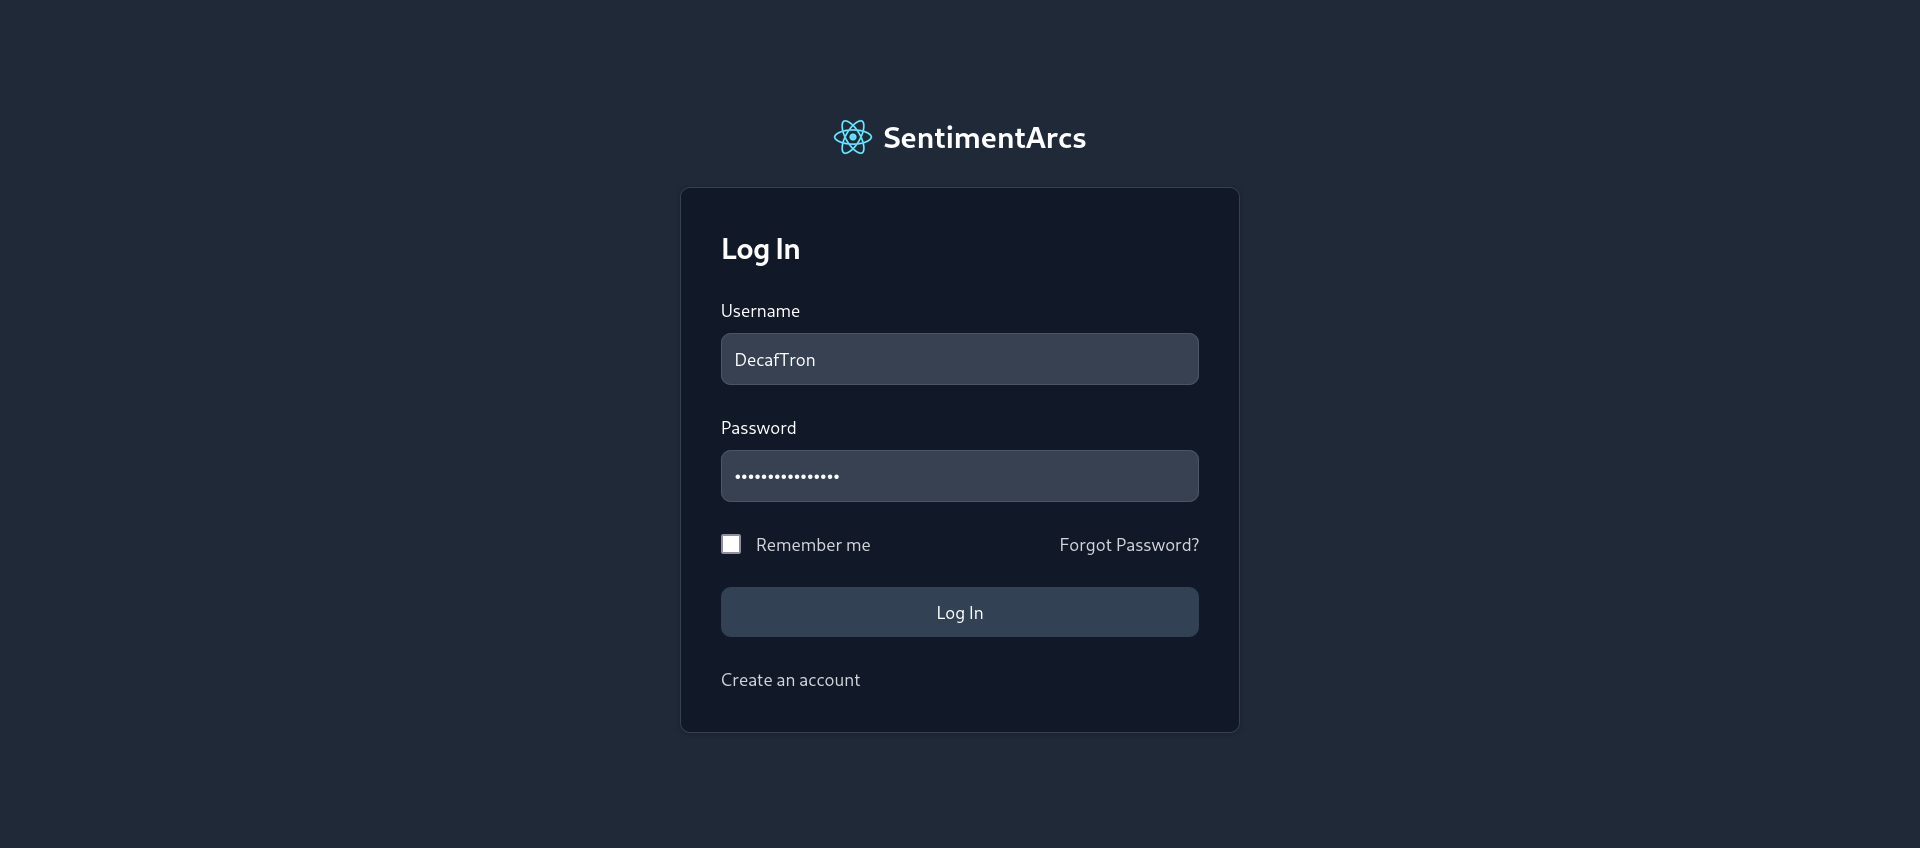 SentimentArcs
Log In
Username
DecafTron
Password
••••••••••••••••
Remember me
Forgot Password?
Log In
Create an account